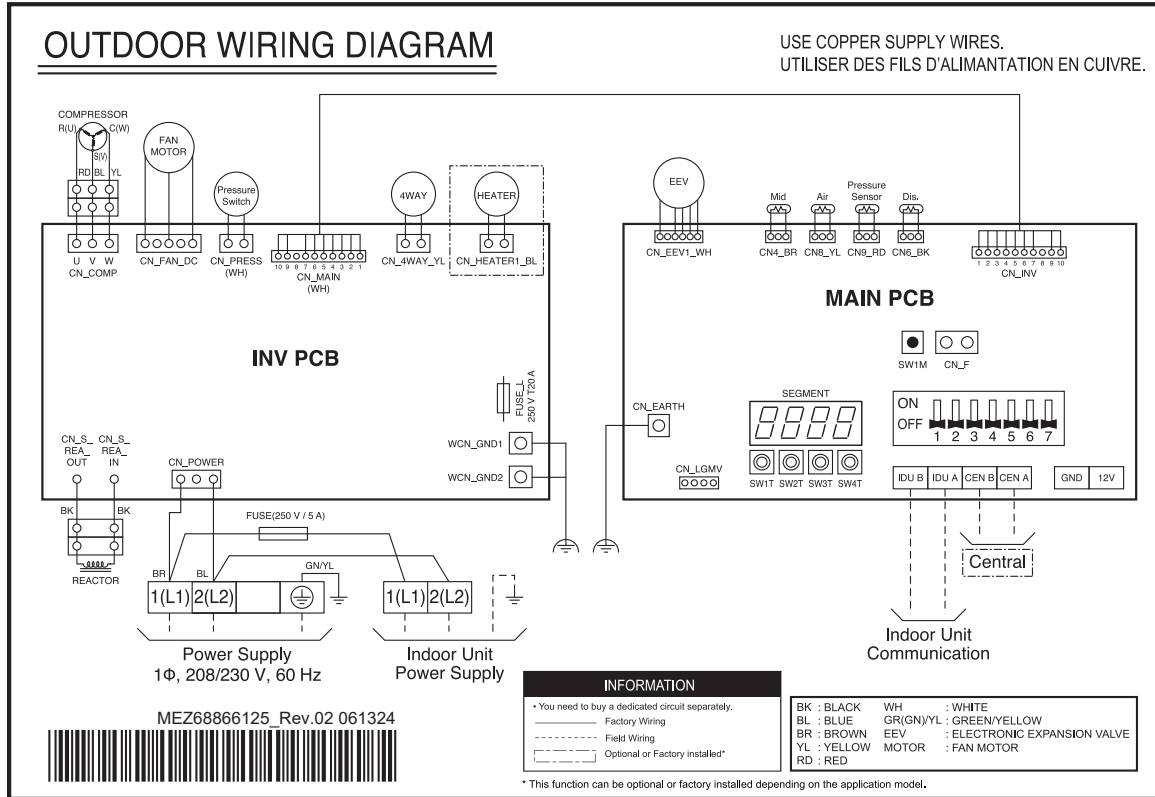 OUTDOOR WIRING DIAGRAM
USE COPPER SUPPLY WIRES.
UTILISER DES FILS D'ALIMANTATION EN CUIVRE.
COMPRESSOR
R(U) C(W)
S(V)
RD BL YL
FAN
MOTOR
Pressure
Switch
4WAY
HEATER
EEV
Mid
Air
Pressure
Sensor
Dis.
U V W
CN_COMP
CN_FAN_DC
CN_PRESS
(WH)
10 9 8 7 6 5 4 3 2 1
CN_MAIN
(WH)
CN_4WAY_YL
CN_HEATER1_BL
CN_EEV1_WH
CN4_BR
CN8_YL
CN9_RD
CN6_BK
1 2 3 4 5 6 7 8 9 10
CN_INV
INV PCB
MAIN PCB
SW1M
CN_F
FUSE_L
250 V T20 A
CN_EARTH
SEGMENT
ON
OFF
1 2 3 4 5 6 7
CN_S_
REA_
OUT
CN_S_
REA_
IN
CN_POWER
WCN_GND1
WCN_GND2
CN_LGMV
SW1T SW2T SW3T SW4T
IDU B IDU A CEN B CEN A
GND 12V
BK BK
REACTOR
FUSE(250 V / 5 A)
BR BL GN/YL
1(L1) 2(L2)
1(L1) 2(L2)
Power Supply
1Φ, 208/230 V, 60 Hz
Indoor Unit
Power Supply
Central
Indoor Unit
Communication
MEZ68866125_Rev.02 061324
INFORMATION
• You need to buy a dedicated circuit separately.
Factory Wiring
Field Wiring
Optional or Factory installed*
* This function can be optional or factory installed depending on the application model.
BK : BLACK WH : WHITE
BL : BLUE GR(GN)/YL : GREEN/YELLOW
BR : BROWN EEV : ELECTRONIC EXPANSION VALVE
YL : YELLOW MOTOR : FAN MOTOR
RD : RED